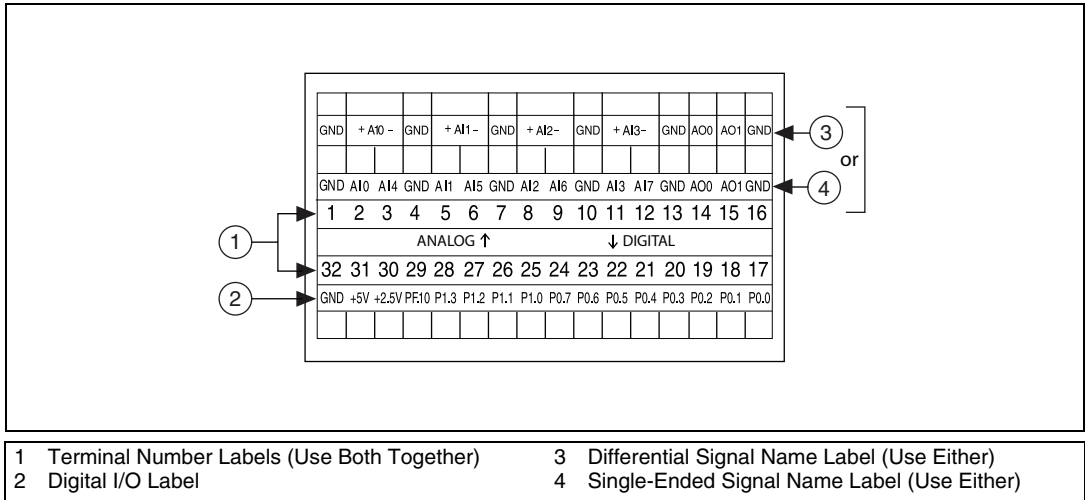 GND + AI0 - GND + AI1 - GND + AI2- GND + AI3- GND AO0 AO1 GND
3
or
GND AI0 AI4 GND AI1 AI5 GND AI2 AI6 GND AI3 AI7 GND AO0 AO1 GND
4
1 2 3 4 5 6 7 8 9 10 11 12 13 14 15 16
1
ANALOG ↑ ↓ DIGITAL
32 31 30 29 28 27 26 25 24 23 22 21 20 19 18 17
2
GND +5V +2.5V PF.10 P1.3 P1.2 P1.1 P1.0 P0.7 P0.6 P0.5 P0.4 P0.3 P0.2 P0.1 P0.0
1 Terminal Number Labels (Use Both Together)
2 Digital I/O Label
3 Differential Signal Name Label (Use Either)
4 Single-Ended Signal Name Label (Use Either)